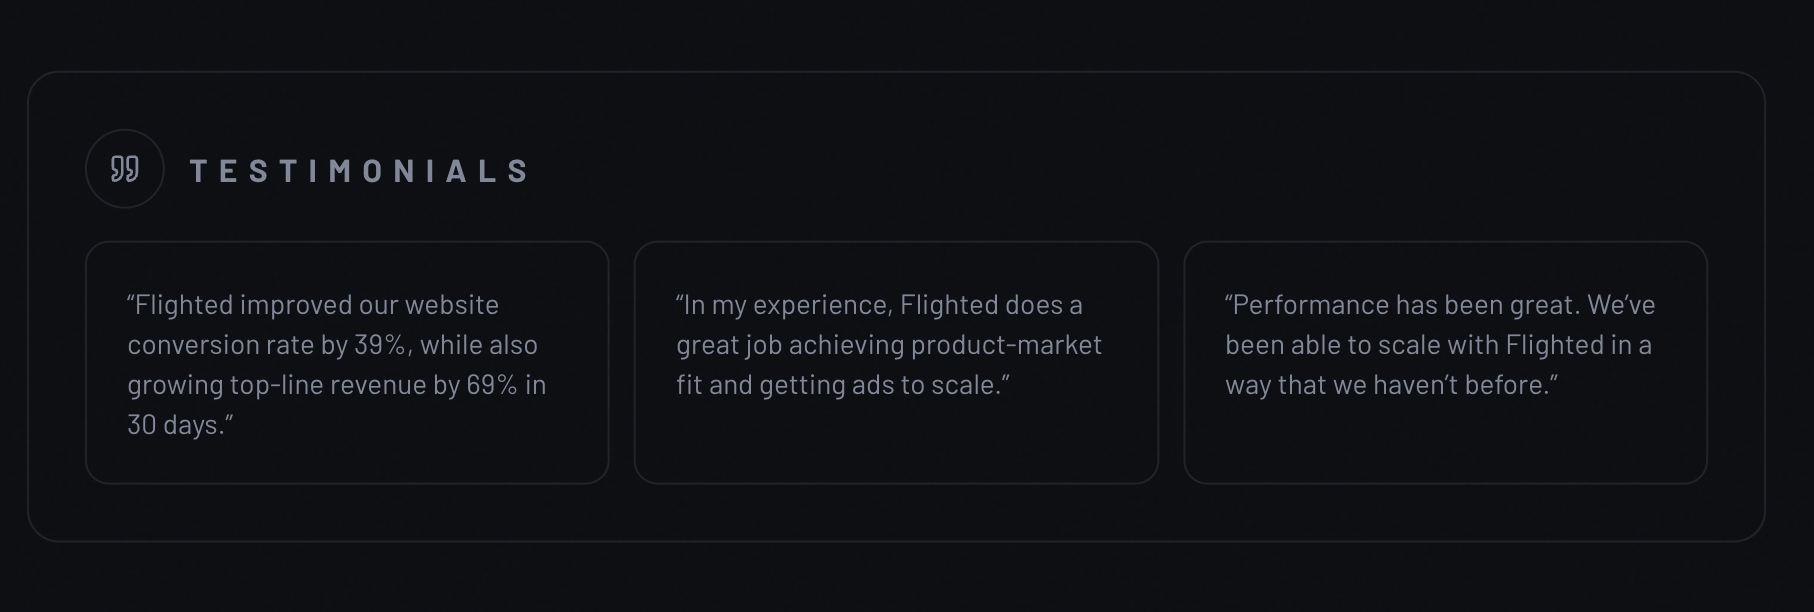 TESTIMONIALS
“Flighted improved our website
conversion rate by 39%, while also
growing top-line revenue by 69% in
30 days.”
“In my experience, Flighted does a
great job achieving product-market
fit and getting ads to scale.”
“Performance has been great. We’ve
been able to scale with Flighted in a
way that we haven’t before.”